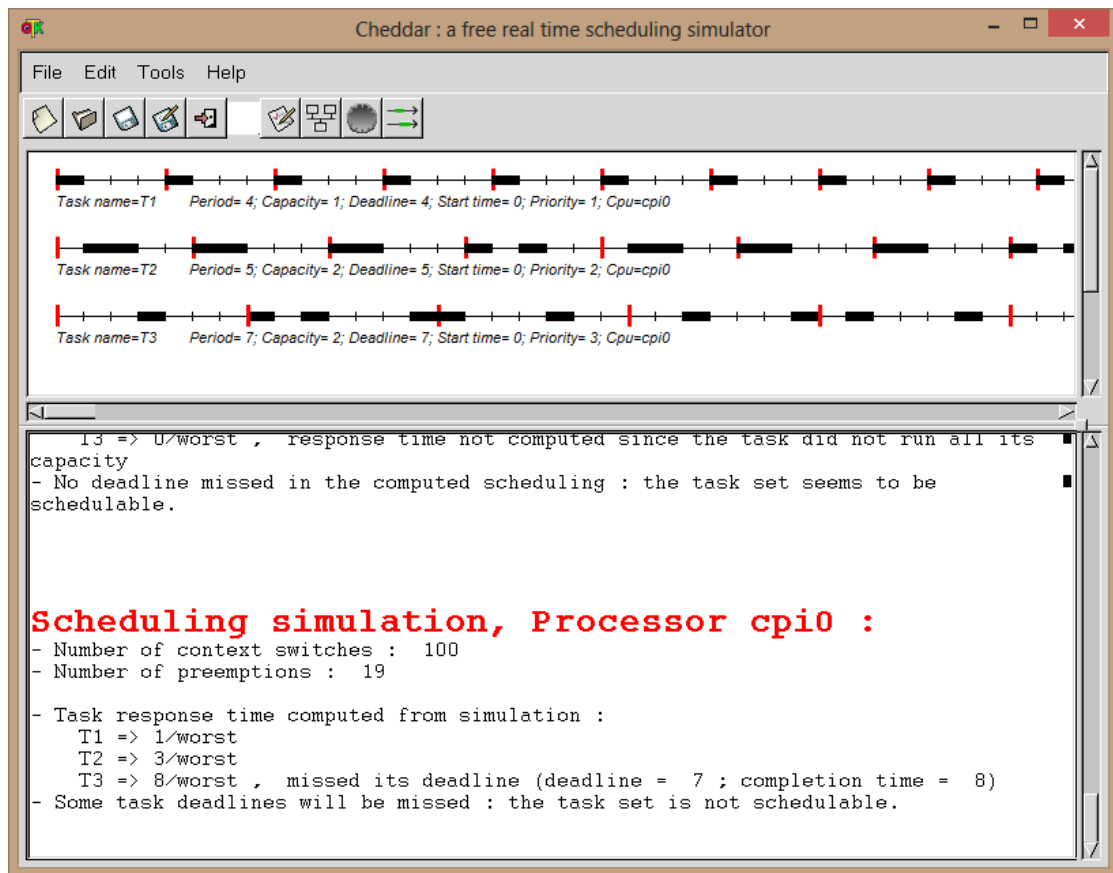 Cheddar : a free real time scheduling simulator
File Edit Tools Help
Task name=T1 Period= 4; Capacity= 1; Deadline= 4; Start time= 0; Priority= 1; Cpu=cpi0
Task name=T2 Period= 5; Capacity= 2; Deadline= 5; Start time= 0; Priority= 2; Cpu=cpi0
Task name=T3 Period= 7; Capacity= 2; Deadline= 7; Start time= 0; Priority= 3; Cpu=cpi0
T3 => 0/worst , response time not computed since the task did not run all its
capacity
- No deadline missed in the computed scheduling : the task set seems to be
schedulable.
Scheduling simulation, Processor cpi0 :
- Number of context switches : 100
- Number of preemptions : 19
- Task response time computed from simulation :
T1 => 1/worst
T2 => 3/worst
T3 => 8/worst , missed its deadline (deadline = 7 ; completion time = 8)
- Some task deadlines will be missed : the task set is not schedulable.